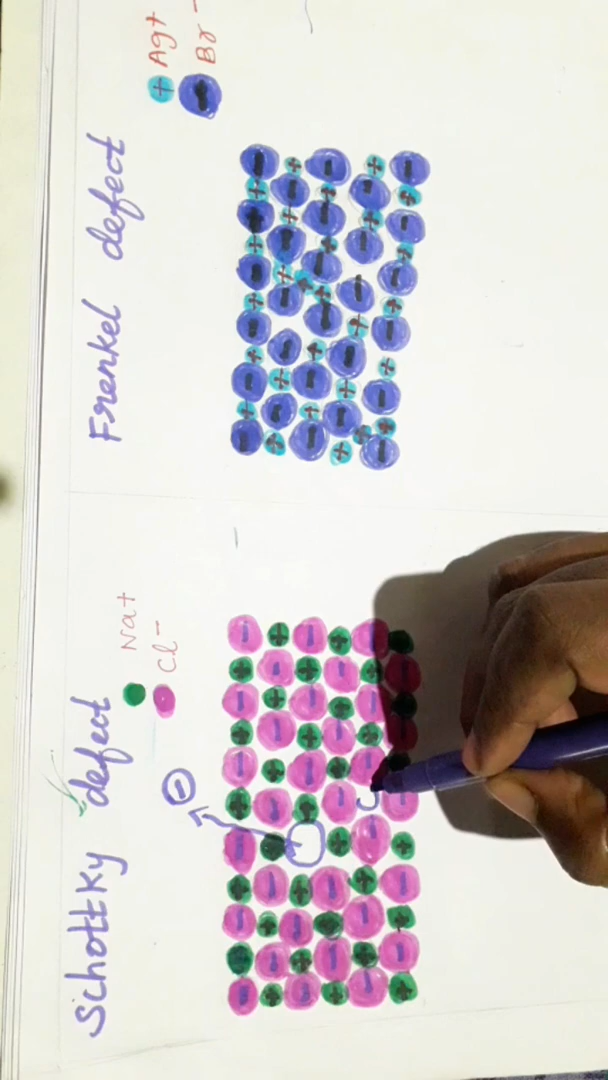 Schottky defect
Na+
Cl-
Frenkel defect
Ag+
Br-